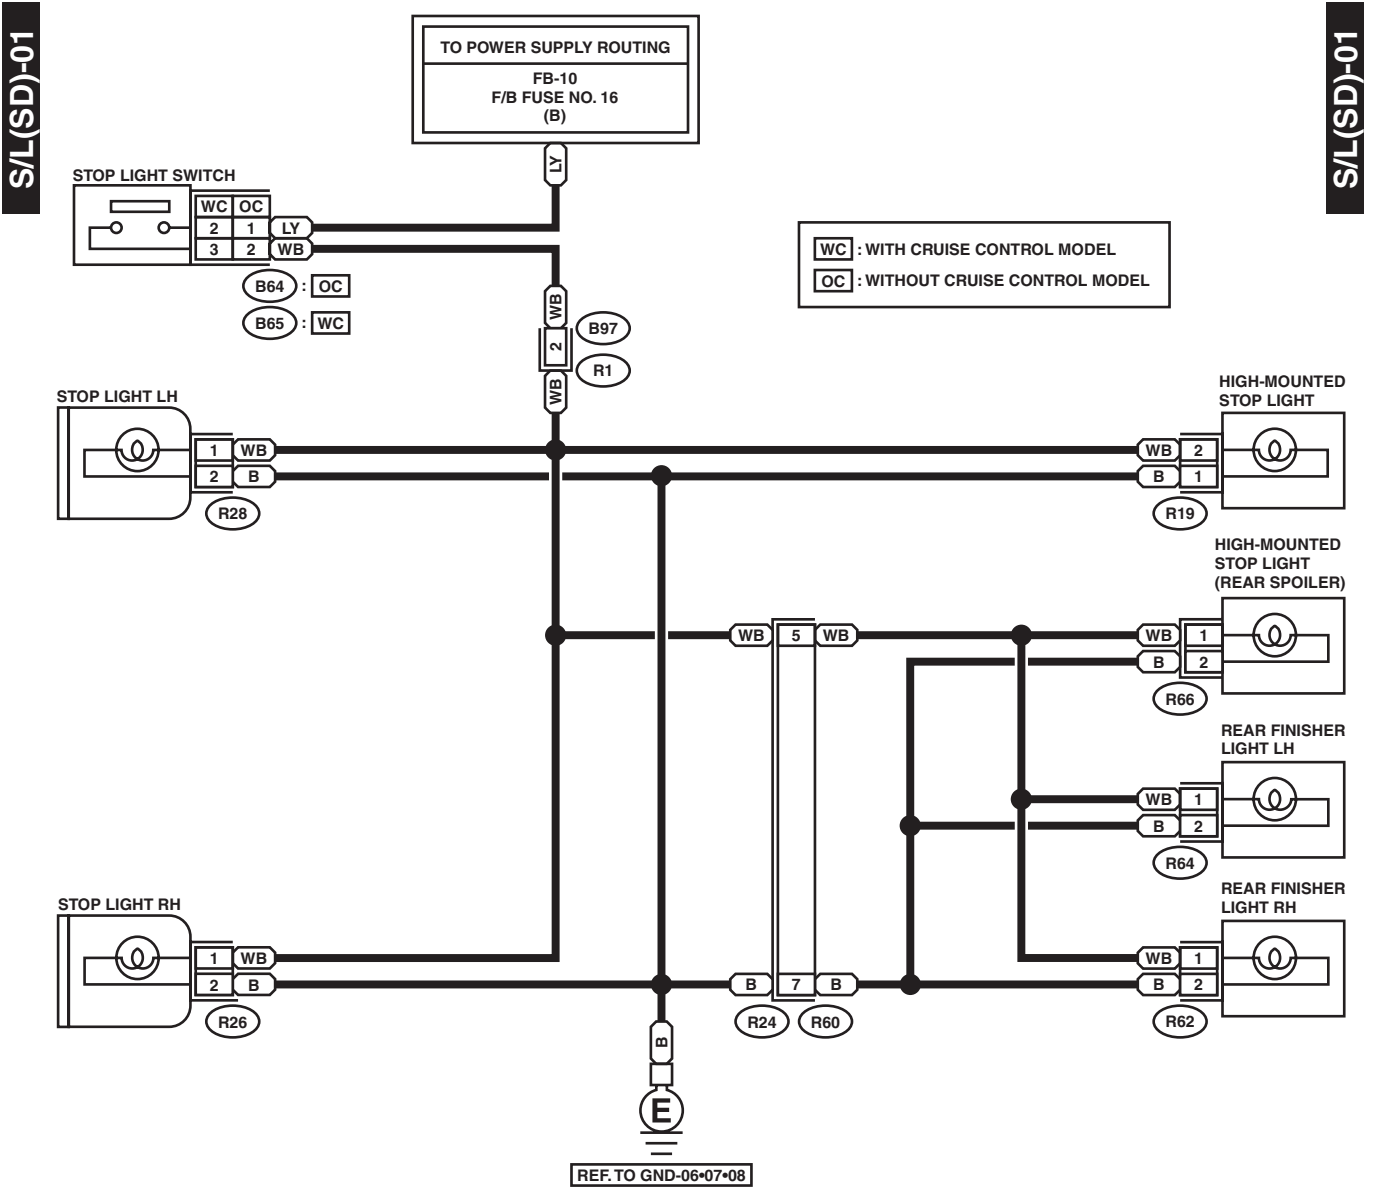 S/L(SD)-01
S/L(SD)-01
TO POWER SUPPLY ROUTING
FB-10
F/B FUSE NO. 16
(B)
LY
STOP LIGHT SWITCH
WC OC
2 1 LY
3 2 WB
B64 : OC
B65 : WC
WC : WITH CRUISE CONTROL MODEL
OC : WITHOUT CRUISE CONTROL MODEL
WB
2
B97
R1
WB
STOP LIGHT LH
1 WB
2 B
R28
HIGH-MOUNTED
STOP LIGHT
WB 2
B 1
R19
HIGH-MOUNTED
STOP LIGHT
(REAR SPOILER)
WB 5 WB
WB 1
B 2
R66
REAR FINISHER
LIGHT LH
WB 1
B 2
R64
STOP LIGHT RH
1 WB
2 B
R26
B 7 B
R24 R60
REAR FINISHER
LIGHT RH
WB 1
B 2
R62
B
E
REF. TO GND-06•07•08